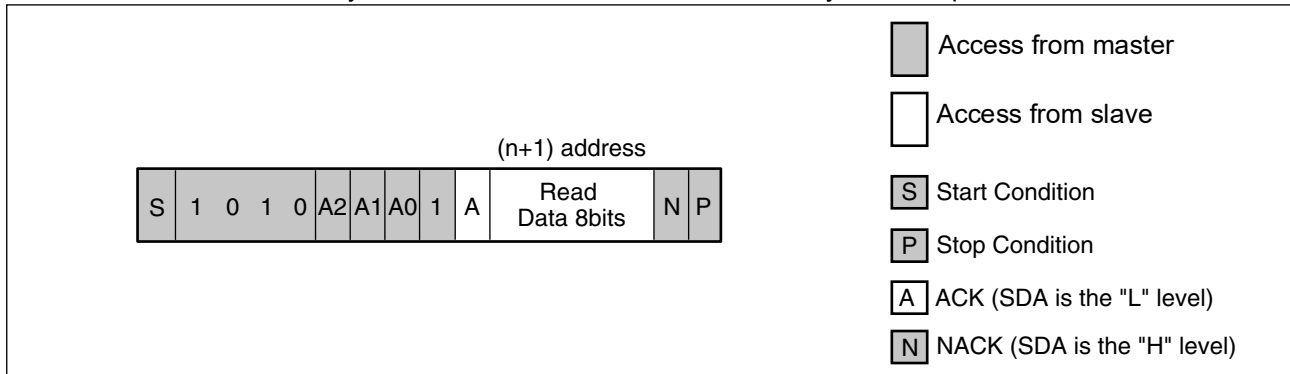 Access from master
Access from slave
(n+1) address
S 1 0 1 0 A2 A1 A0 1 A Read Data 8bits N P
S Start Condition
P Stop Condition
A ACK (SDA is the "L" level)
N NACK (SDA is the "H" level)